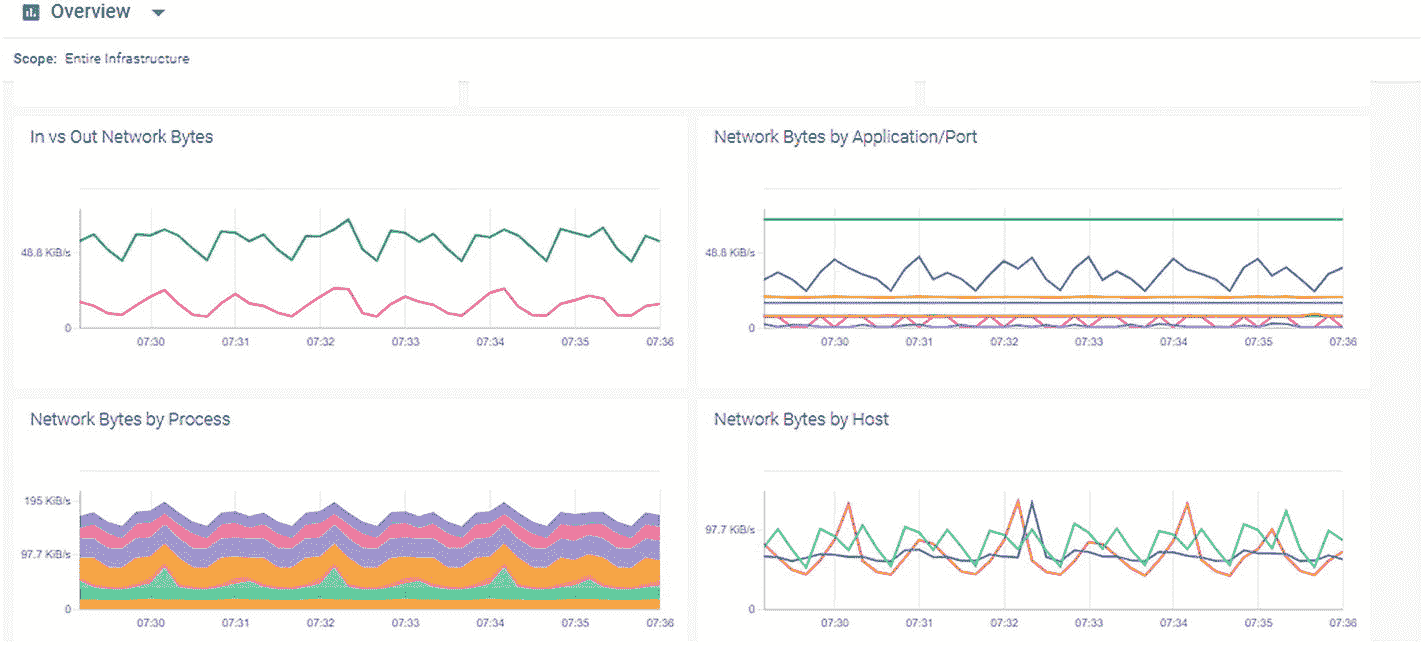 Overview
Scope: Entire Infrastructure
In vs Out Network Bytes
48.8 KiB/s
0
07:30 07:31 07:32 07:33 07:34 07:35 07:36
Network Bytes by Application/Port
48.8 KiB/s
0
07:30 07:31 07:32 07:33 07:34 07:35 07:36
Network Bytes by Process
195 KiB/s
97.7 KiB/s
0
07:30 07:31 07:32 07:33 07:34 07:35 07:36
Network Bytes by Host
97.7 KiB/s
0
07:30 07:31 07:32 07:33 07:34 07:35 07:36